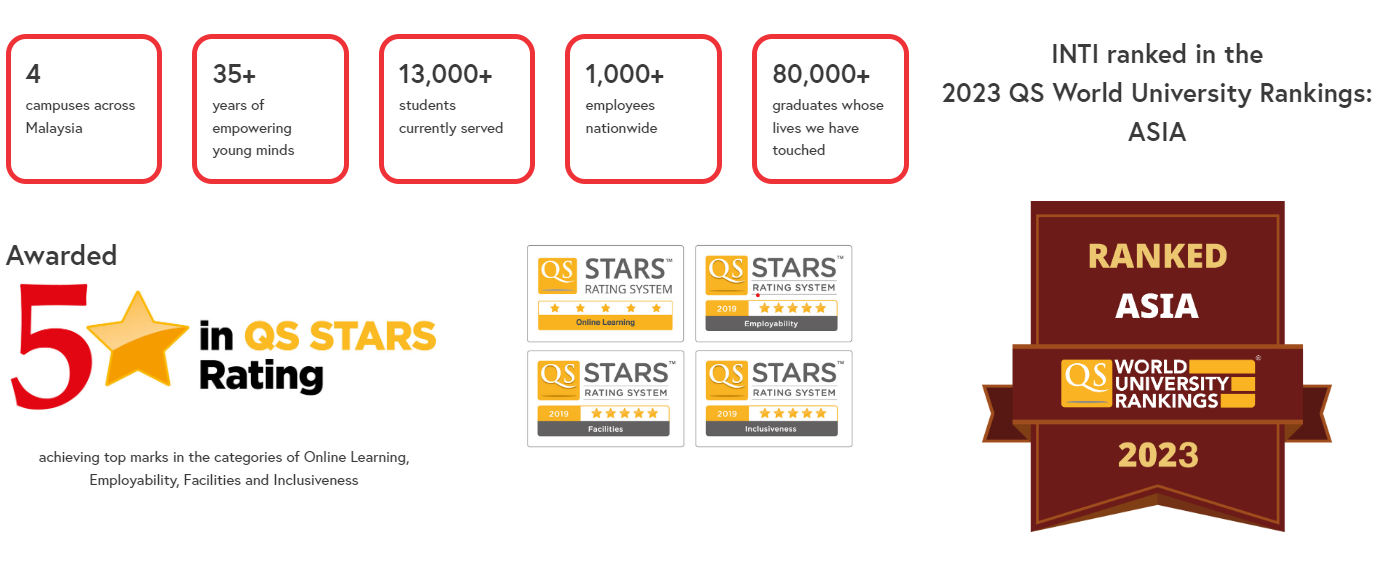 4
campuses across
Malaysia
35+
years of
empowering
young minds
13,000+
students
currently served
1,000+
employees
nationwide
80,000+
graduates whose
lives we have
touched
INTI ranked in the
2023 QS World University Rankings:
ASIA
Awarded
5
in QS STARS
Rating
achieving top marks in the categories of Online Learning,
Employability, Facilities and Inclusiveness
QS STARS™
RATING SYSTEM
Online Learning
QS STARS™
RATING SYSTEM
2019
Employability
QS STARS™
RATING SYSTEM
2019
Facilities
QS STARS™
RATING SYSTEM
2019
Inclusiveness
RANKED
ASIA
QS WORLD
UNIVERSITY
RANKINGS
®
2023